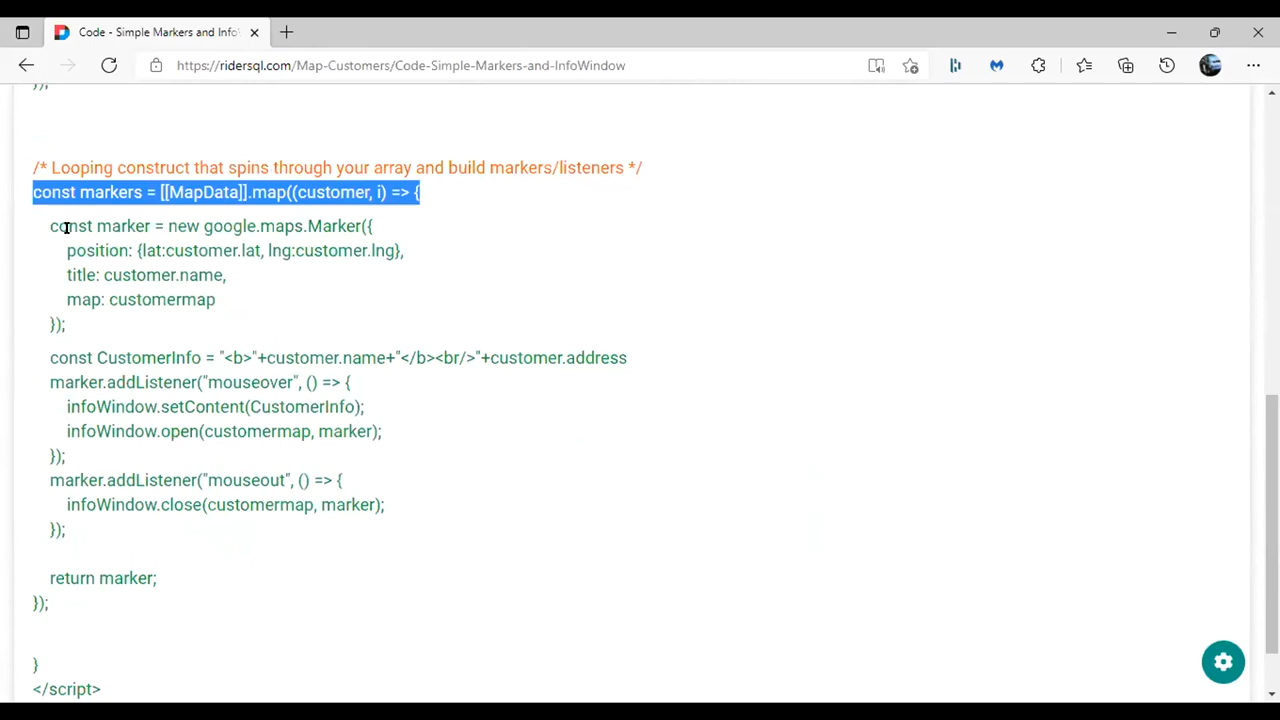 Code - Simple Markers and Info
https://ridersql.com/Map-Customers/Code-Simple-Markers-and-InfoWindow
});
/* Looping construct that spins through your array and build markers/listeners */
const markers = [[MapData]].map((customer, i) => {
const marker = new google.maps.Marker({
position: {lat:customer.lat, lng:customer.lng},
title: customer.name,
map: customermap
});
const CustomerInfo = "<b>"+customer.name+"</b><br/>"+customer.address
marker.addListener("mouseover", () => {
infoWindow.setContent(CustomerInfo);
infoWindow.open(customermap, marker);
});
marker.addListener("mouseout", () => {
infoWindow.close(customermap, marker);
});
return marker;
});
}
</script>